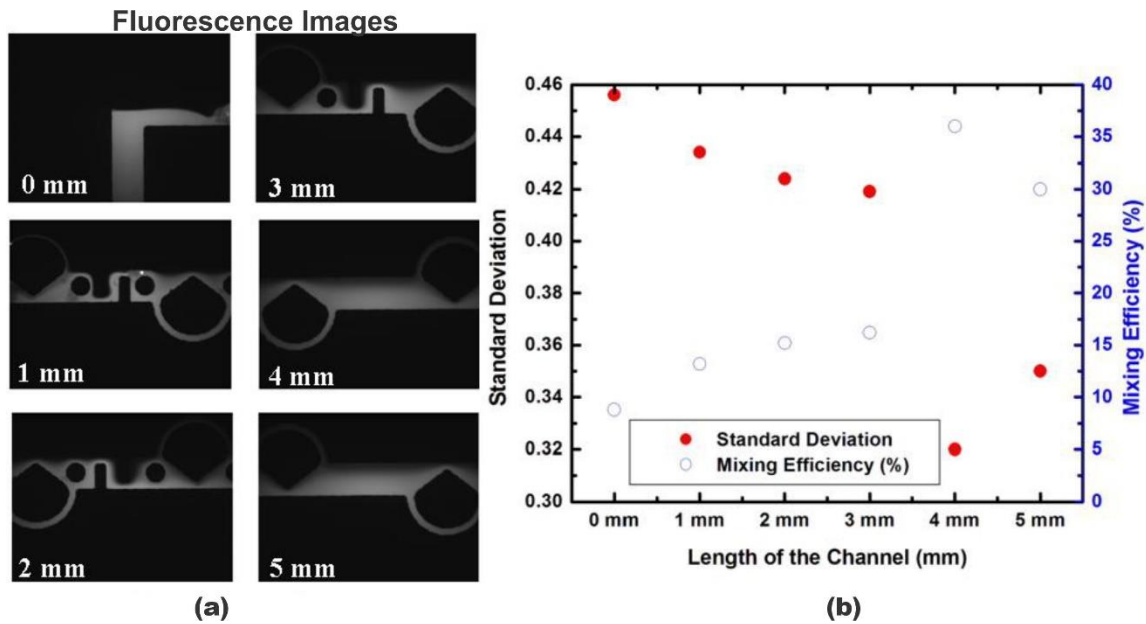 Fluorescence Images
0 mm
3 mm
1 mm
4 mm
2 mm
5 mm
(a)
0.46
0.44
0.42
0.40
0.38
0.36
0.34
0.32
0.30
Standard Deviation
40
35
30
25
20
15
10
5
0
Mixing Efficiency (%)
Standard Deviation
Mixing Efficiency (%)
0 mm 1 mm 2 mm 3 mm 4 mm 5 mm
Length of the Channel (mm)
(b)